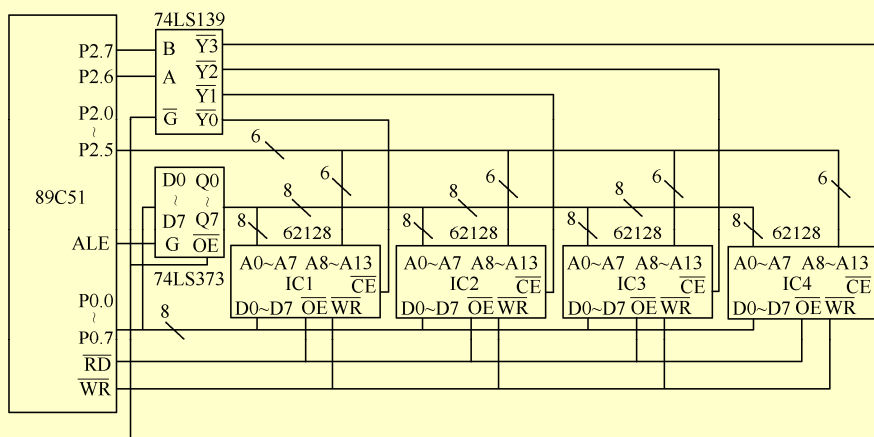 74LS139
P2.7 B Y3
P2.6 A Y2
Y1
P2.0 G Y0
~
P2.5 6
6 6 6 6
D0 Q0
~ ~
D7 Q7
G OE
74LS373
8 8 8
89C51
8 8 8 8
ALE
62128 62128 62128 62128
A0~A7 A8~A13 A0~A7 A8~A13 A0~A7 A8~A13 A0~A7 A8~A13
IC1 CE IC2 CE IC3 CE IC4 CE
D0~D7 OE WR D0~D7 OE WR D0~D7 OE WR D0~D7 OE WR
P0.0
~ 8
P0.7
RD
WR